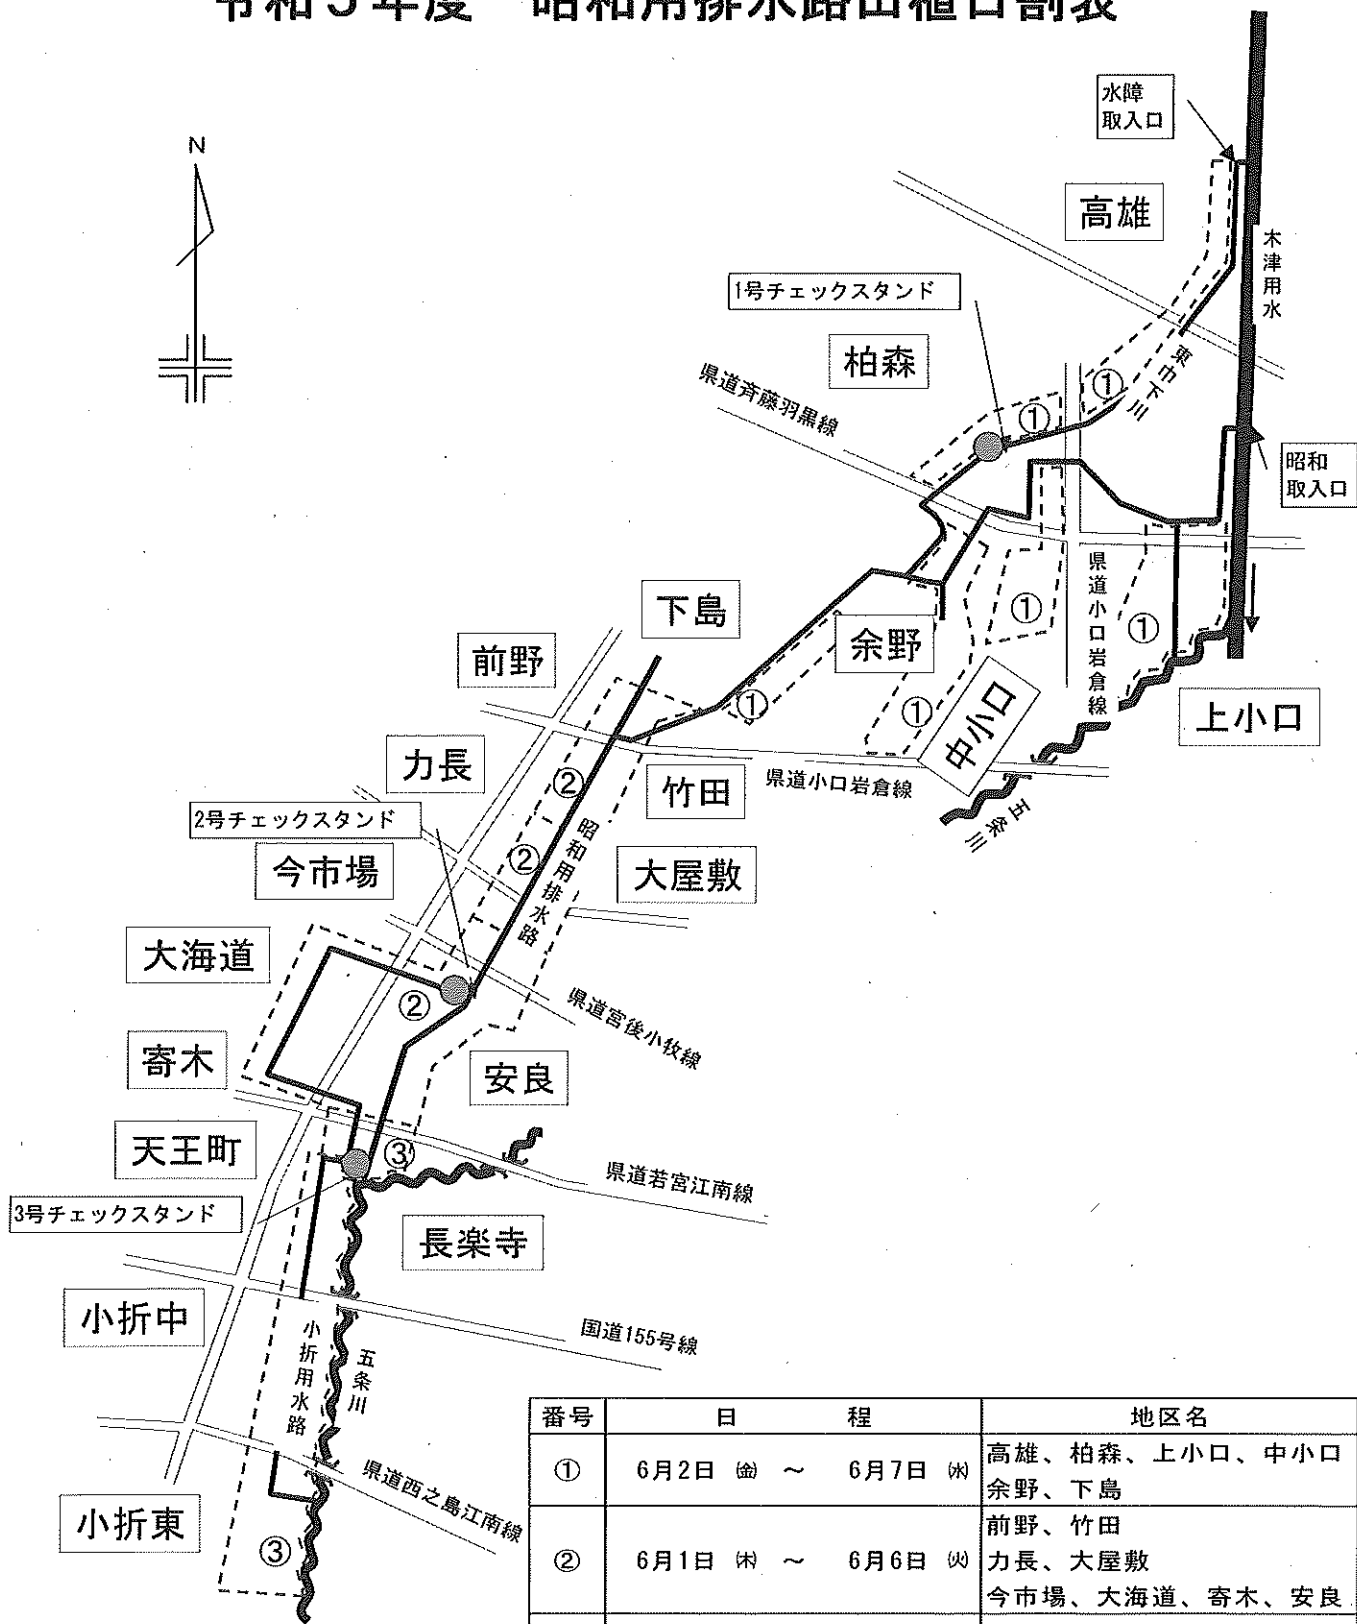 令和5年度 昭和用排水路田植日割表
N
水障
取入口
高雄
木津用水
1号チェックスタンド
柏森
東巾下川
県道斉藤羽黒線
①
①
昭和
取入口
県道小口岩倉線
①
①
下島
余野
前野
①
①
中小口
上小口
力長
②
竹田
県道小口岩倉線
五条川
2号チェックスタンド
②
昭和用排水路
今市場
大屋敷
大海道
②
県道宮後小牧線
寄木
安良
天王町
③
県道若宮江南線
3号チェックスタンド
長楽寺
小折中
国道155号線
小折用水路
五条川
県道西之島江南線
小折東
③
番号 日 程 地区名
① 6月2日 ㈮ ~ 6月7日 ㈬ 高雄、柏森、上小口、中小口
余野、下島
② 6月1日 ㈭ ~ 6月6日 ㈫ 前野、竹田
力長、大屋敷
今市場、大海道、寄木、安良